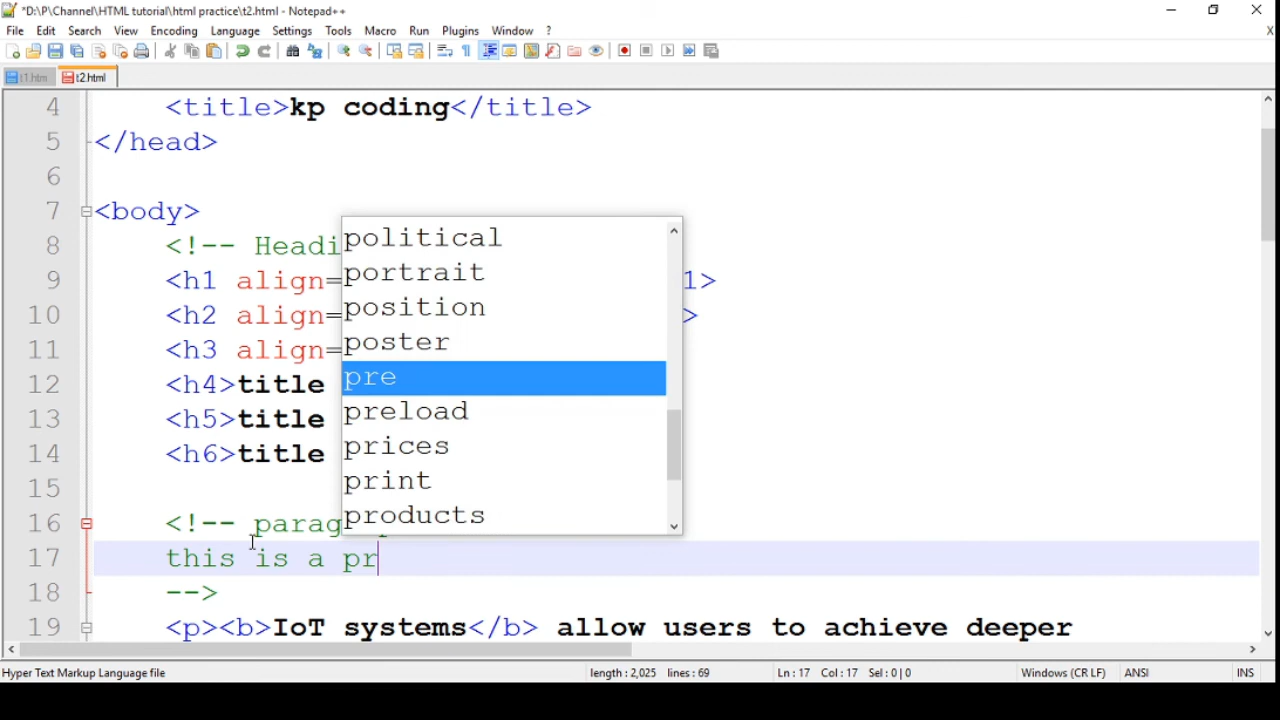 *D:\P\Channel\HTML tutorial\html practice\t2.html - Notepad++
File Edit Search View Encoding Language Settings Tools Macro Run Plugins Window ? X
t1.htm t2.html
4 <title>kp coding</title>
5 </head>
6
7 <body>
8 <!-- Headi
9 <h1 align= 1>
10 <h2 align= >
11 <h3 align=
12 <h4>title
13 <h5>title
14 <h6>title
15
16 <!-- parag
17 this is a pr
18 -->
19 <p><b>IoT systems</b> allow users to achieve deeper
political
portrait
position
poster
pre
preload
prices
print
products
Hyper Text Markup Language file length : 2,025 lines : 69 Ln : 17 Col : 17 Sel : 0 | 0 Windows (CR LF) ANSI INS